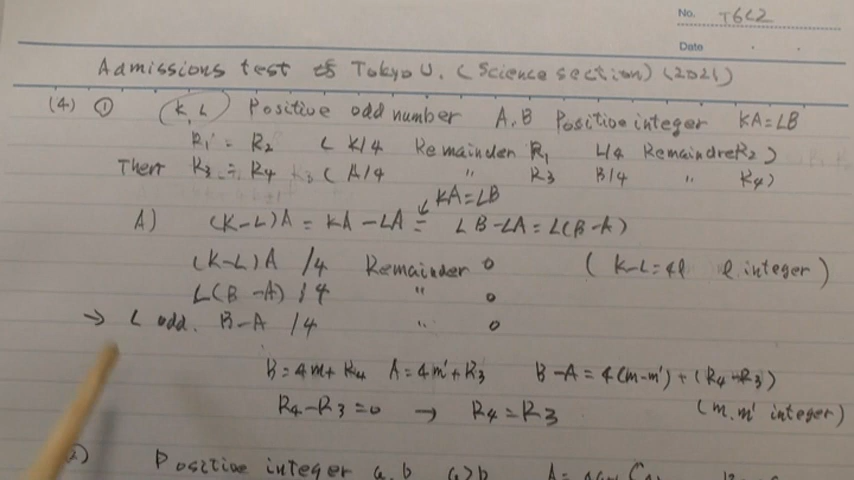 No. T6L2
Date . .
Admissions test of Tokyo U. (Science section) (2021)
(4) ① K, L Positive odd number A, B Positive integer KA=LB
R1 = R2 ( K/4 Remainder R1 L/4 Remaindre R2 )
Then R3 = R4 ( A/4 " R3 B/4 " R4)
A) (K-L)A = KA-LA = LB-LA = L(B-A)
KA=LB
(K-L)A /4 Remainder 0 ( K-L=4l l integer )
L(B-A) /4 " 0
→ L odd. B-A /4 " 0
B=4m+R4 A=4m'+R3 B-A=4(m-m')+(R4-R3)
R4-R3=0 → R4=R3 (m.m' integer)
2) Positive integer a, b a>b